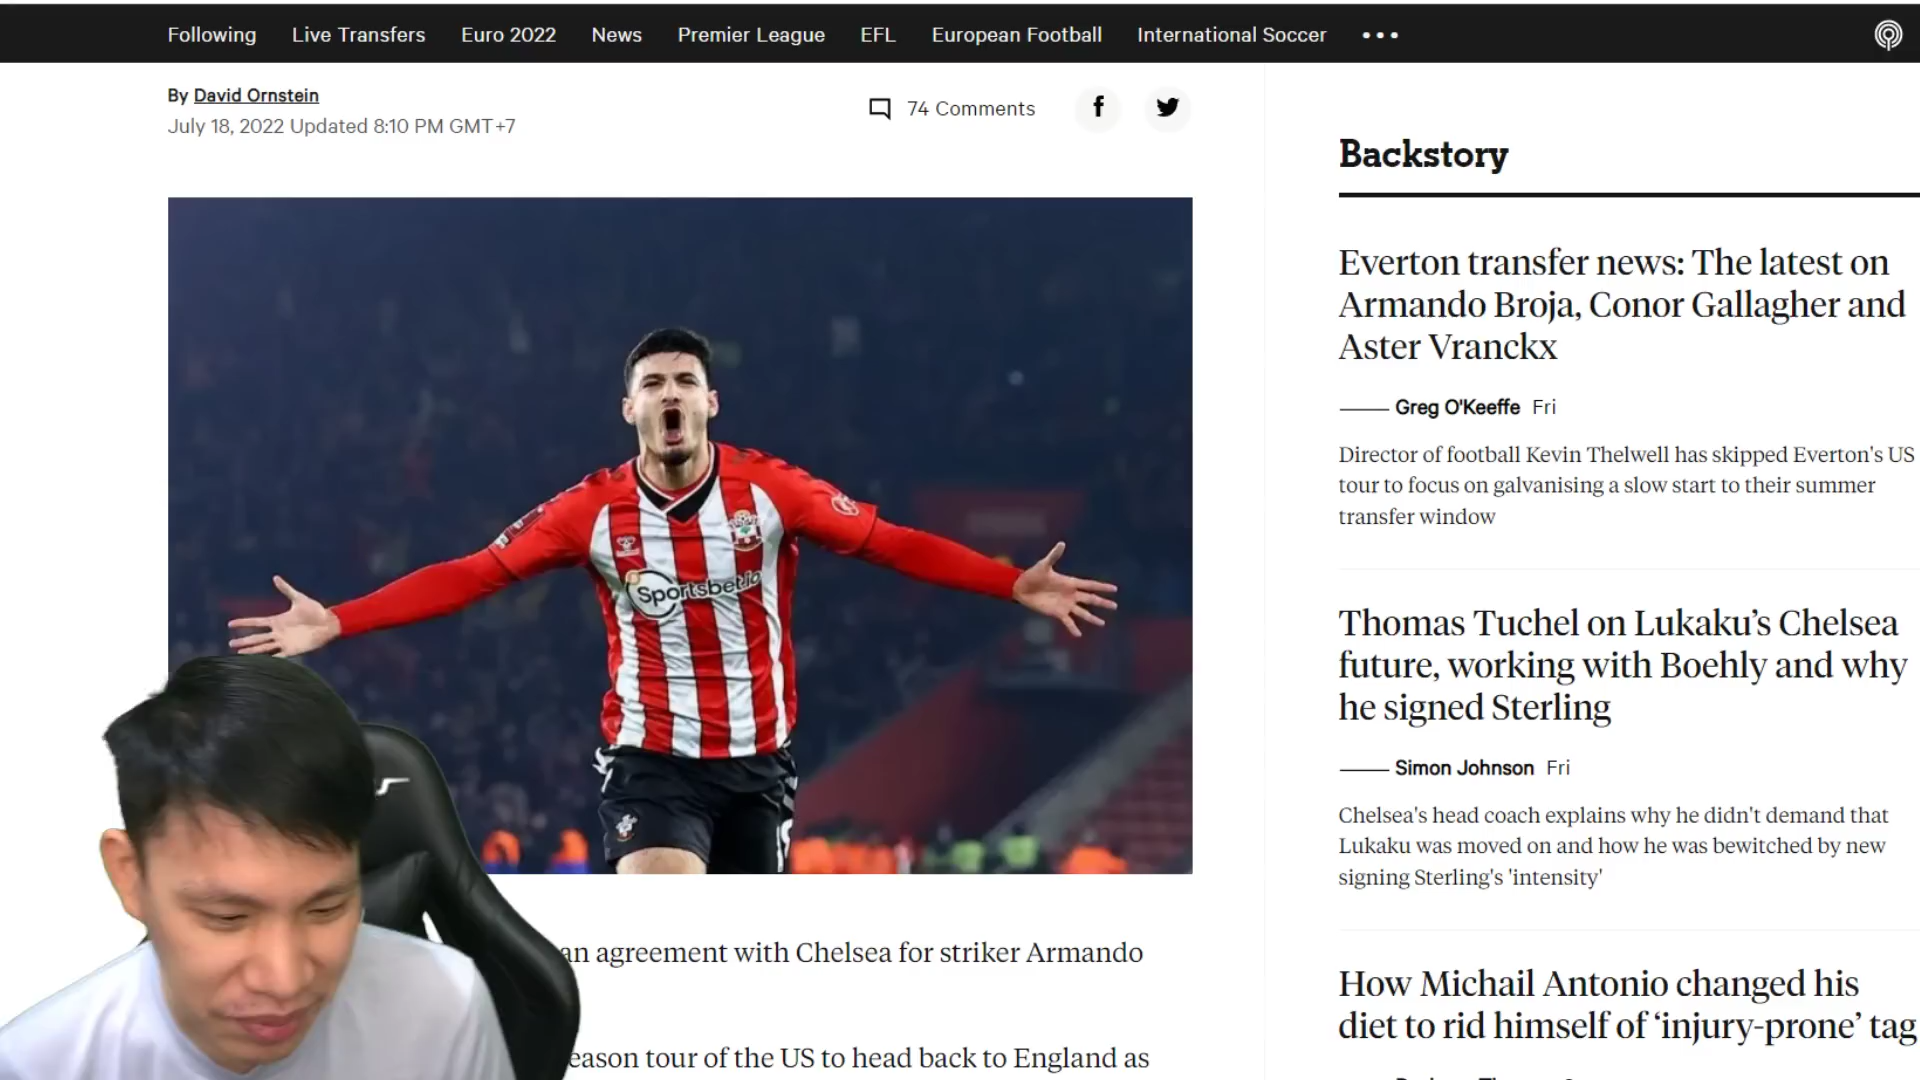 Following Live Transfers Euro 2022 News Premier League EFL European Football International Soccer
By David Ornstein
July 18, 2022 Updated 8:10 PM GMT+7
74 Comments
Sportsbet.io
an agreement with Chelsea for striker Armando
eason tour of the US to head back to England as
Backstory
Everton transfer news: The latest on
Armando Broja, Conor Gallagher and
Aster Vranckx
Greg O'Keeffe Fri
Director of football Kevin Thelwell has skipped Everton's US
tour to focus on galvanising a slow start to their summer
transfer window
Thomas Tuchel on Lukaku’s Chelsea
future, working with Boehly and why
he signed Sterling
Simon Johnson Fri
Chelsea's head coach explains why he didn't demand that
Lukaku was moved on and how he was bewitched by new
signing Sterling's 'intensity'
How Michail Antonio changed his
diet to rid himself of ‘injury-prone’ tag